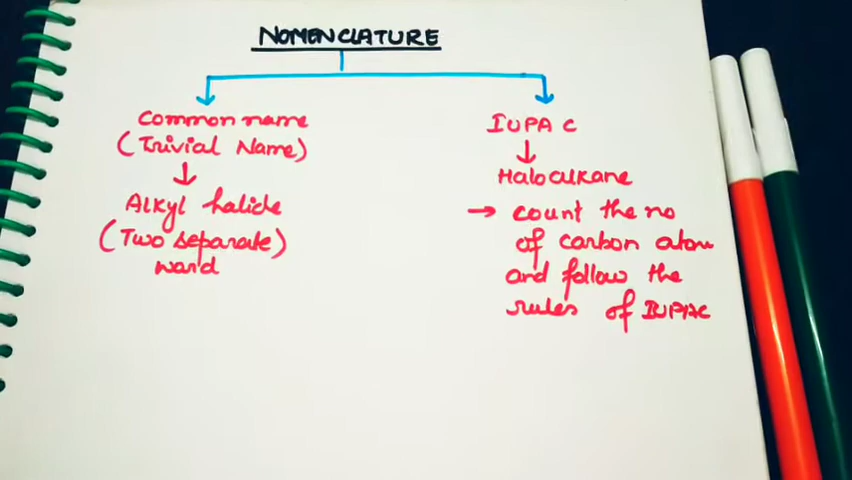 NOMENCLATURE
Common name
(Trivial Name)
Alkyl halide
(Two separate)
word
IUPAC
Haloalkane
→ count the no
of carbon atom
and follow the
rules of IUPAC